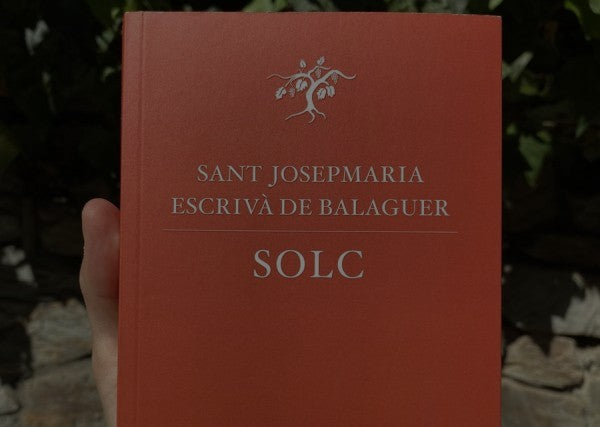 SANT JOSEPMARIA
ESCRIVÀ DE BALAGUER
SOLC